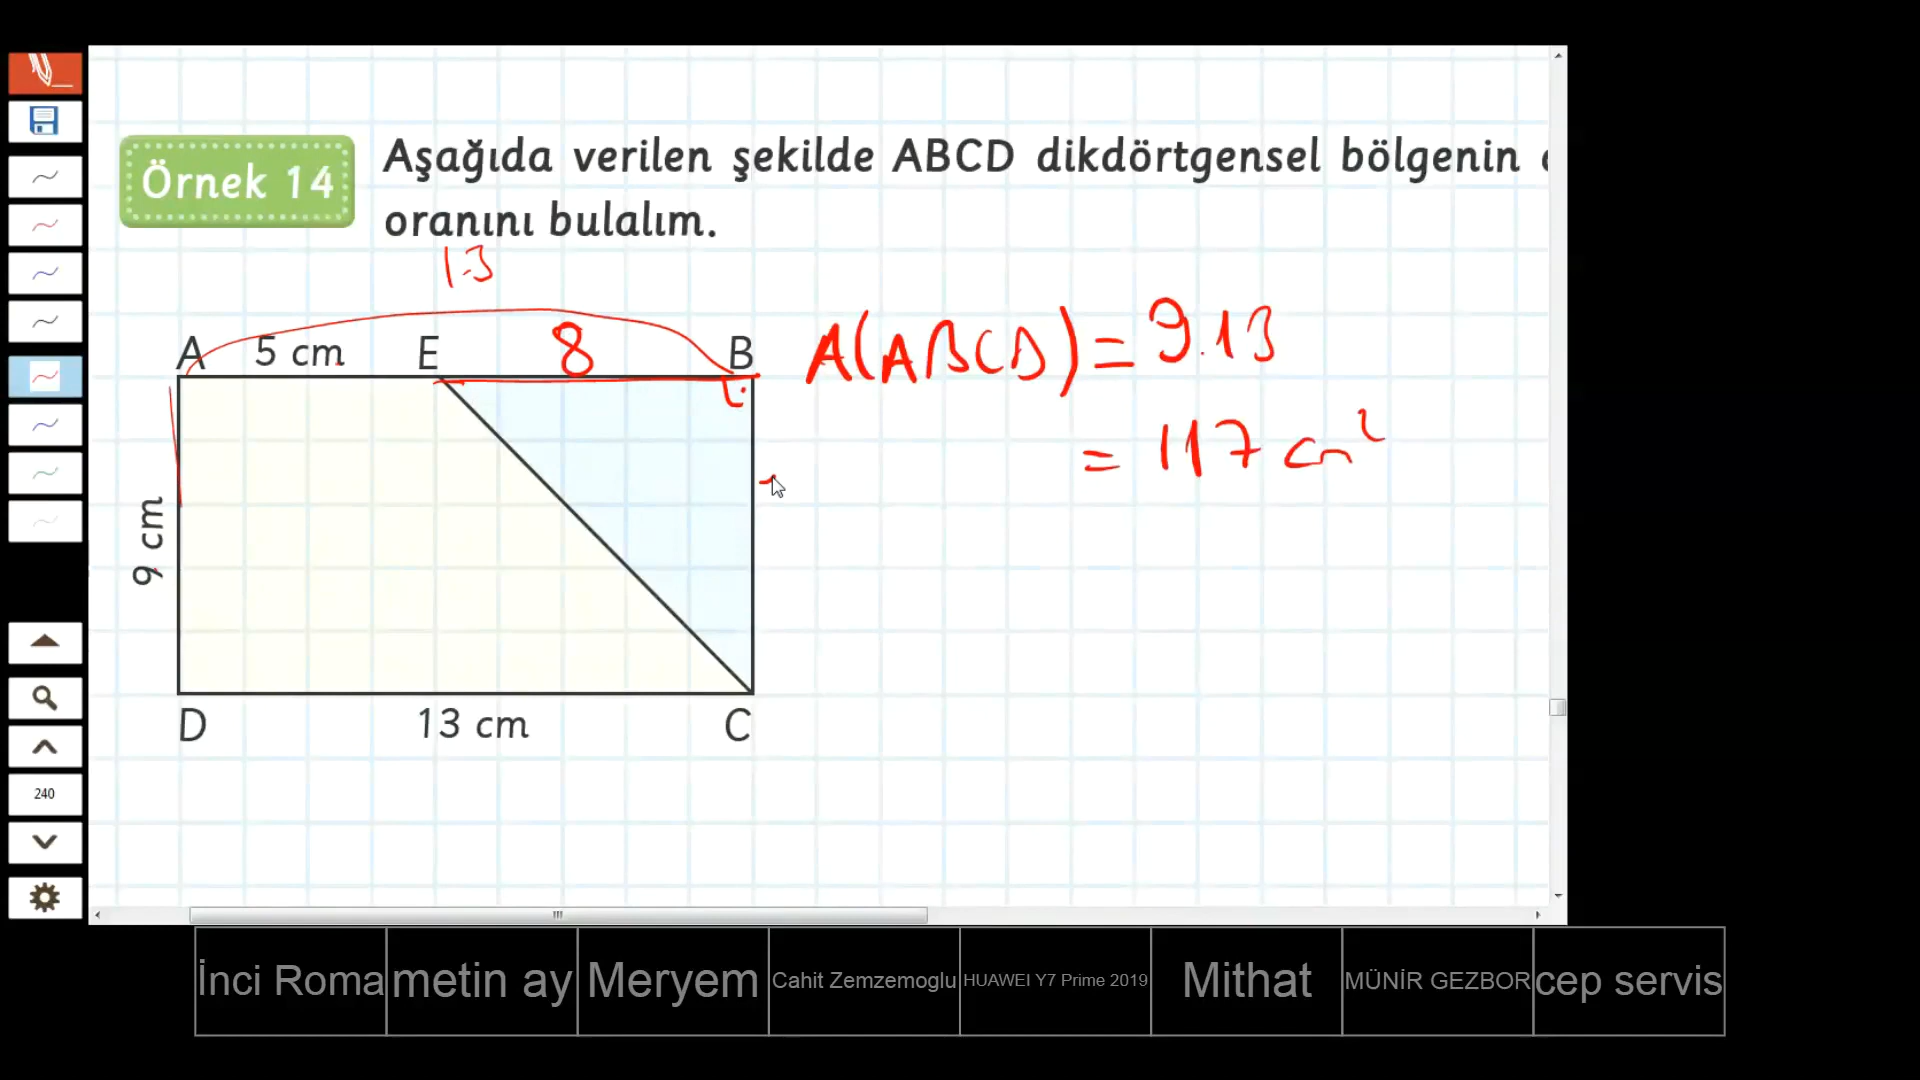 Örnek 14
Aşağıda verilen şekilde ABCD dikdörtgensel bölgenin
oranını bulalım.
13
A 5 cm E 8 B
A(ABCD) = 9.13
= 117 cm²
9 cm
D 13 cm C
240
İnci Roma metin ay Meryem Cahit Zemzemoglu HUAWEI Y7 Prime 2019 Mithat MÜNİR GEZBOR cep servis